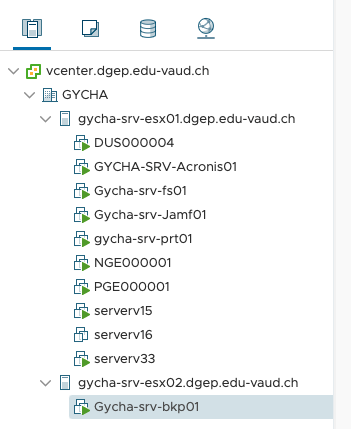 vcenter.dgep.edu-vaud.ch
GYCHA
gycha-srv-esx01.dgep.edu-vaud.ch
DUS000004
GYCHA-SRV-Acronis01
Gycha-srv-fs01
Gycha-srv-Jamf01
gycha-srv-prt01
NGE000001
PGE000001
serverv15
serverv16
serverv33
gycha-srv-esx02.dgep.edu-vaud.ch
Gycha-srv-bkp01